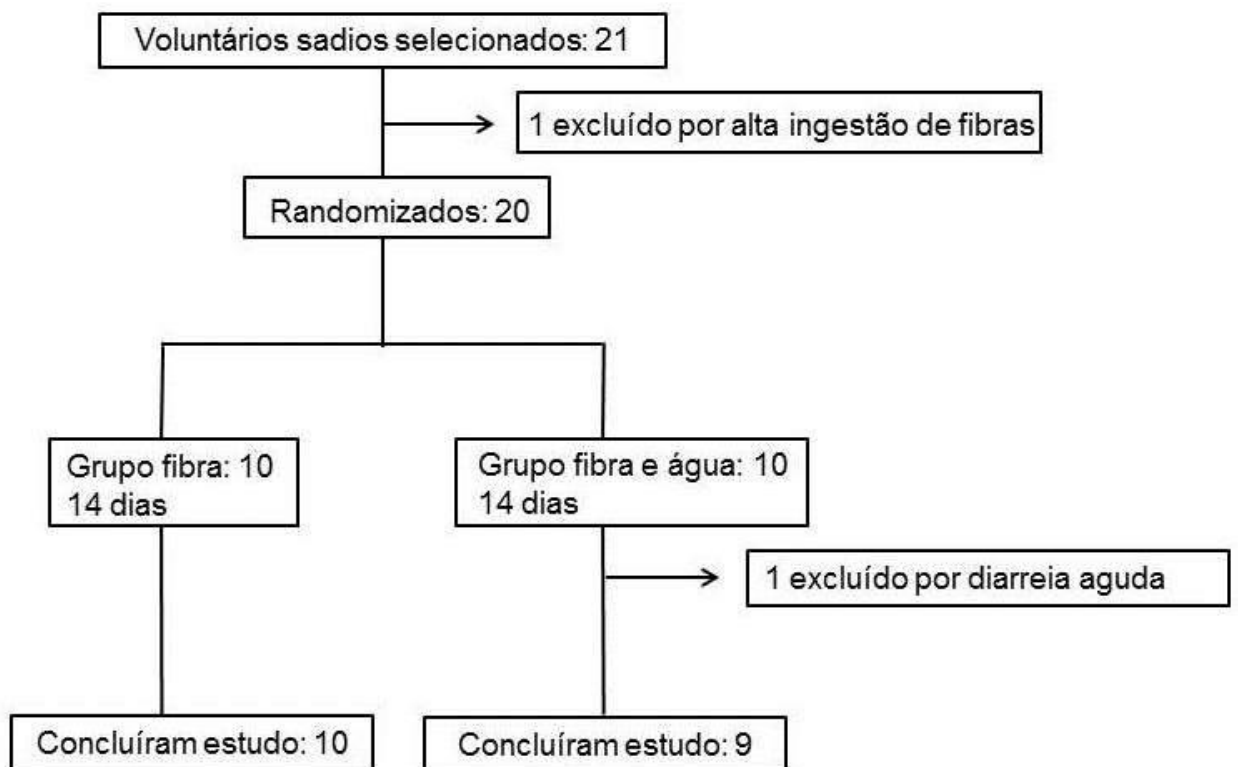 Voluntários sadios selecionados: 21
1 excluído por alta ingestão de fibras
Randomizados: 20
Grupo fibra: 10
14 dias
Grupo fibra e água: 10
14 dias
1 excluído por diarreia aguda
Concluíram estudo: 10
Concluíram estudo: 9